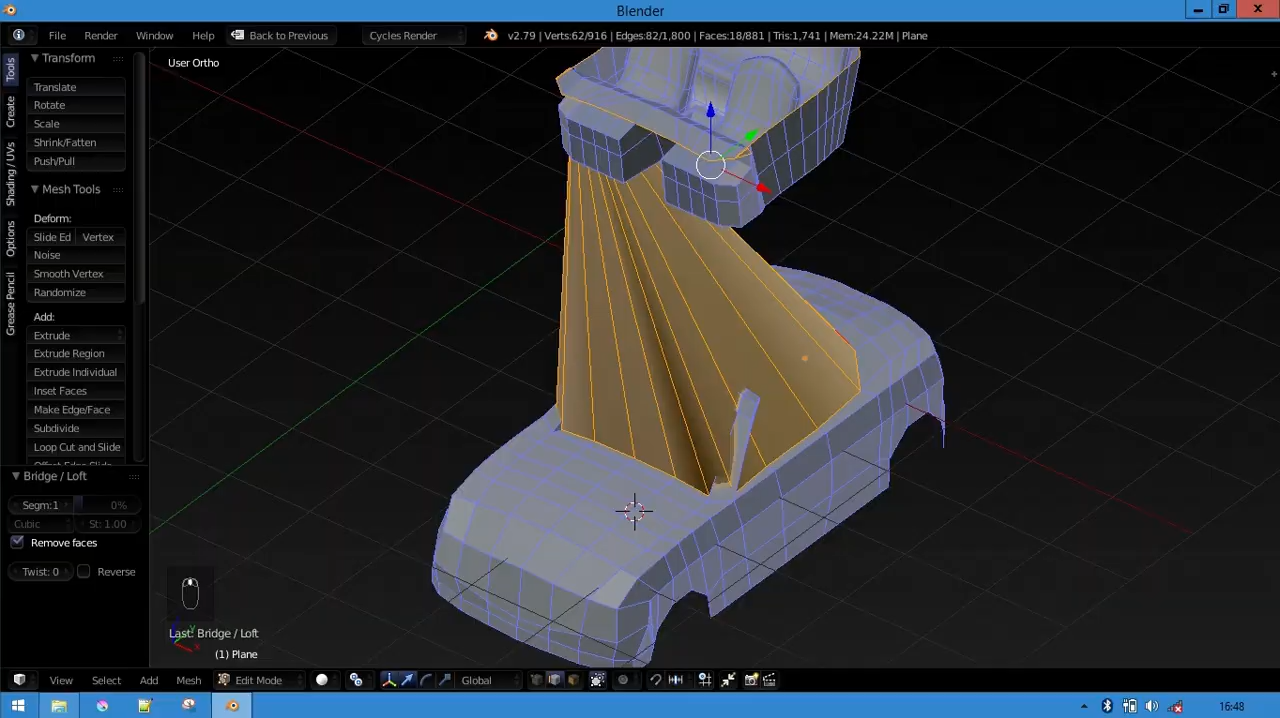 Blender
File Render Window Help Back to Previous Cycles Render v2.79 | Verts:62/916 | Edges:82/1,800 | Faces:18/881 | Tris:1,741 | Mem:24.22M | Plane
Tools
Create
Shading / UVs
Options
Grease Pencil
Transform
Translate
Rotate
Scale
Shrink/Fatten
Push/Pull
Mesh Tools
Deform:
Slide Ed Vertex
Noise
Smooth Vertex
Randomize
Add:
Extrude
Extrude Region
Extrude Individual
Inset Faces
Make Edge/Face
Subdivide
Loop Cut and Slide
Offset Edge Slide
Bridge / Loft
Segm:1 0%
Cubic St: 1.00
Remove faces
Twist: 0 Reverse
User Ortho
Last: Bridge / Loft
(1) Plane
View Select Add Mesh Edit Mode Global
16:48